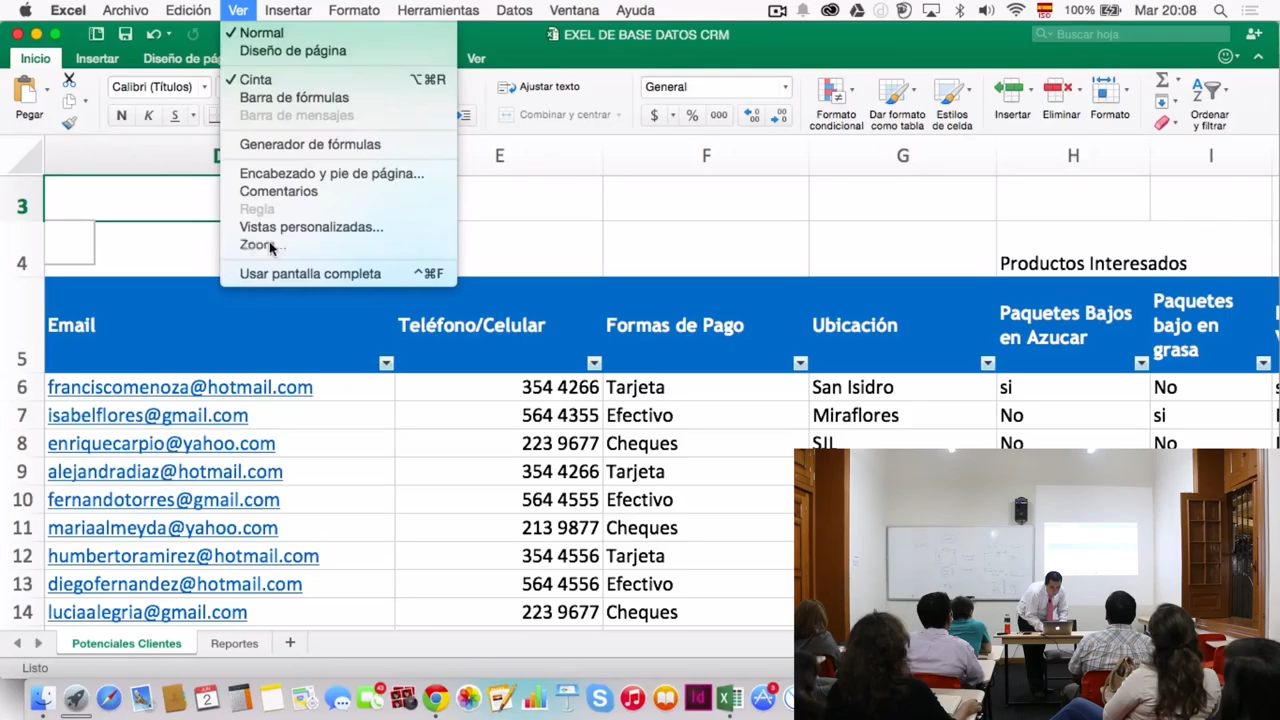 Excel Archivo Edición Ver Insertar Formato Herramientas Datos Ventana Ayuda ISO 100% Mar 20:08
EXEL DE BASE DATOS CRM
Buscar hoja
Inicio Insertar Diseño de pág Ver
Normal
Diseño de página
Cinta ⌥⌘R
Barra de fórmulas
Barra de mensajes
Generador de fórmulas
Encabezado y pie de página...
Comentarios
Regla
Vistas personalizadas...
Usar pantalla completa ^⌘F
Pegar
Calibri (Títulos)
N K S
Ajustar texto
Combinar y centrar
General
$ % 000
Formato condicional
Dar formato como tabla
Estilos de celda
Insertar
Eliminar
Formato
Ordenar y filtrar
E F G H I
3
4 Productos Interesados
5 Email Teléfono/Celular Formas de Pago Ubicación Paquetes Bajos en Azucar Paquetes bajo en grasa
6 franciscomenoza@hotmail.com 354 4266 Tarjeta San Isidro si No
7 isabelflores@gmail.com 564 4355 Efectivo Miraflores No si
8 enriquecarpio@yahoo.com 223 9677 Cheques SJL No No
9 alejandradiaz@hotmail.com 354 4266 Tarjeta
10 fernandotorres@gmail.com 564 4555 Efectivo
11 mariaalmeyda@yahoo.com 213 9877 Cheques
12 humbertoramirez@hotmail.com 354 4556 Tarjeta
13 diegofernandez@hotmail.com 564 4556 Efectivo
14 luciaalegria@gmail.com 223 9677 Cheques
Potenciales Clientes Reportes +
Listo